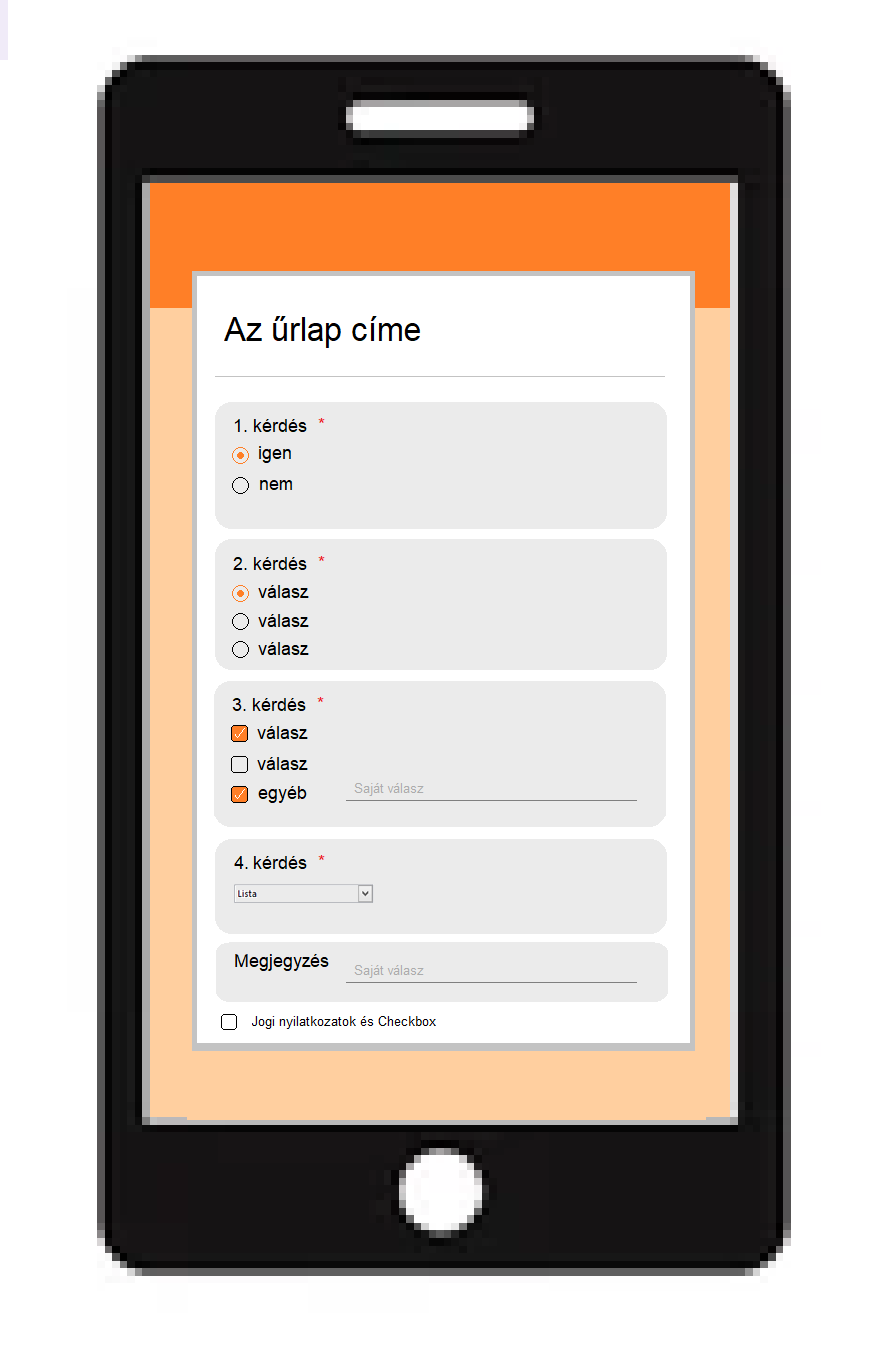 Az űrlap címe
1. kérdés *
igen
nem
2. kérdés *
válasz
válasz
válasz
3. kérdés *
válasz
válasz
egyéb Saját válasz
4. kérdés *
Lista
Megjegyzés Saját válasz
Jogi nyilatkozatok és Checkbox